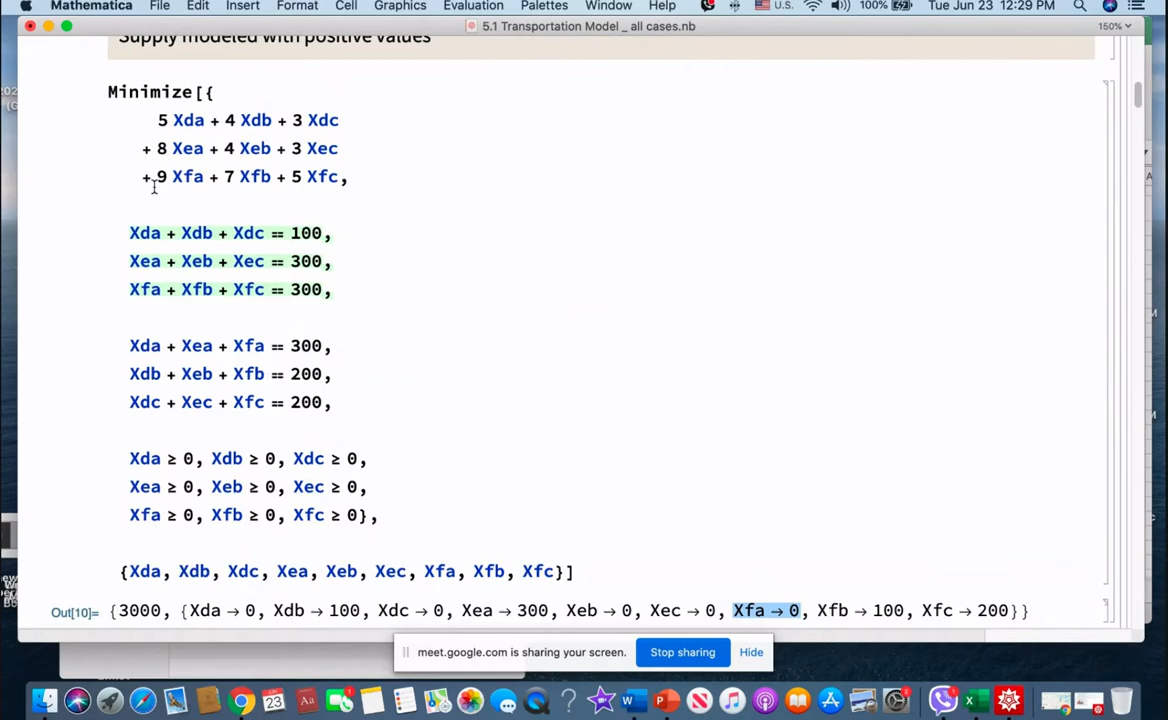 Mathematica File Edit Insert Format Cell Graphics Evaluation Palettes Window Help U.S. 100% Tue Jun 23 12:29 PM
5.1 Transportation Model _ all cases.nb 150%
Supply modeled with positive values
Minimize[{
5 Xda + 4 Xdb + 3 Xdc
+ 8 Xea + 4 Xeb + 3 Xec
+ 9 Xfa + 7 Xfb + 5 Xfc,
Xda + Xdb + Xdc == 100,
Xea + Xeb + Xec == 300,
Xfa + Xfb + Xfc == 300,
Xda + Xea + Xfa == 300,
Xdb + Xeb + Xfb == 200,
Xdc + Xec + Xfc == 200,
Xda ≥ 0, Xdb ≥ 0, Xdc ≥ 0,
Xea ≥ 0, Xeb ≥ 0, Xec ≥ 0,
Xfa ≥ 0, Xfb ≥ 0, Xfc ≥ 0},
{Xda, Xdb, Xdc, Xea, Xeb, Xec, Xfa, Xfb, Xfc}]
Out[10]= {3000, {Xda → 0, Xdb → 100, Xdc → 0, Xea → 300, Xeb → 0, Xec → 0, Xfa → 0, Xfb → 100, Xfc → 200}}
meet.google.com is sharing your screen. Stop sharing Hide